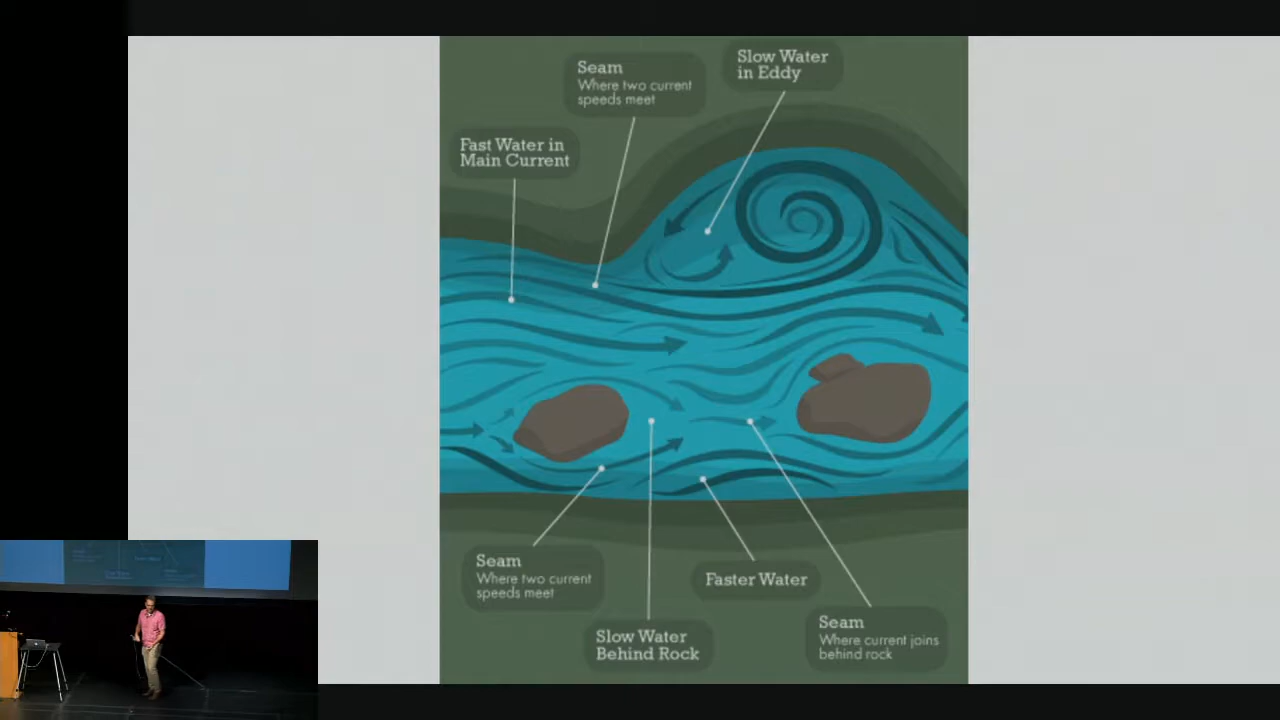 Seam
Where two current
speeds meet
Slow Water
in Eddy
Fast Water in
Main Current
Seam
Where two current
speeds meet
Faster Water
Slow Water
Behind Rock
Seam
Where current joins
behind rock